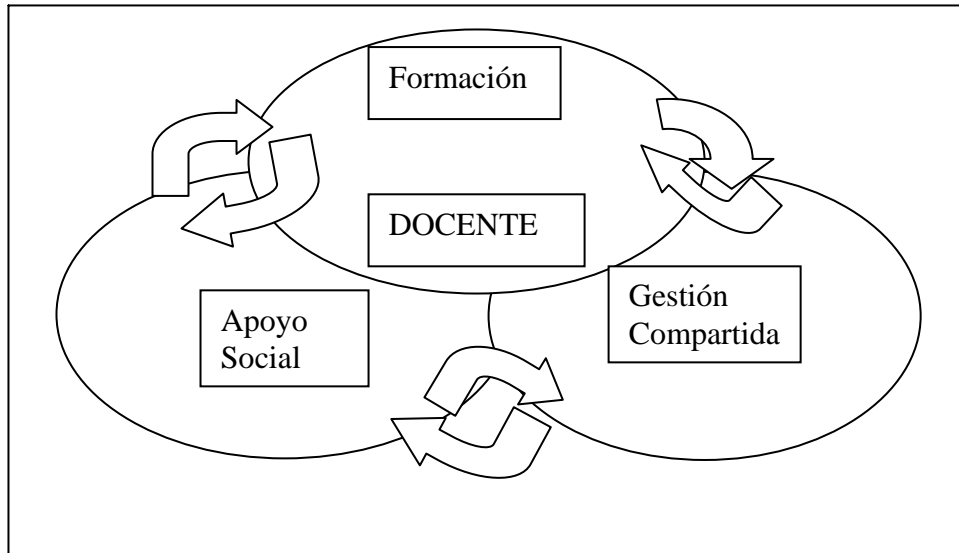 Formación
DOCENTE
Apoyo
Social
Gestión
Compartida